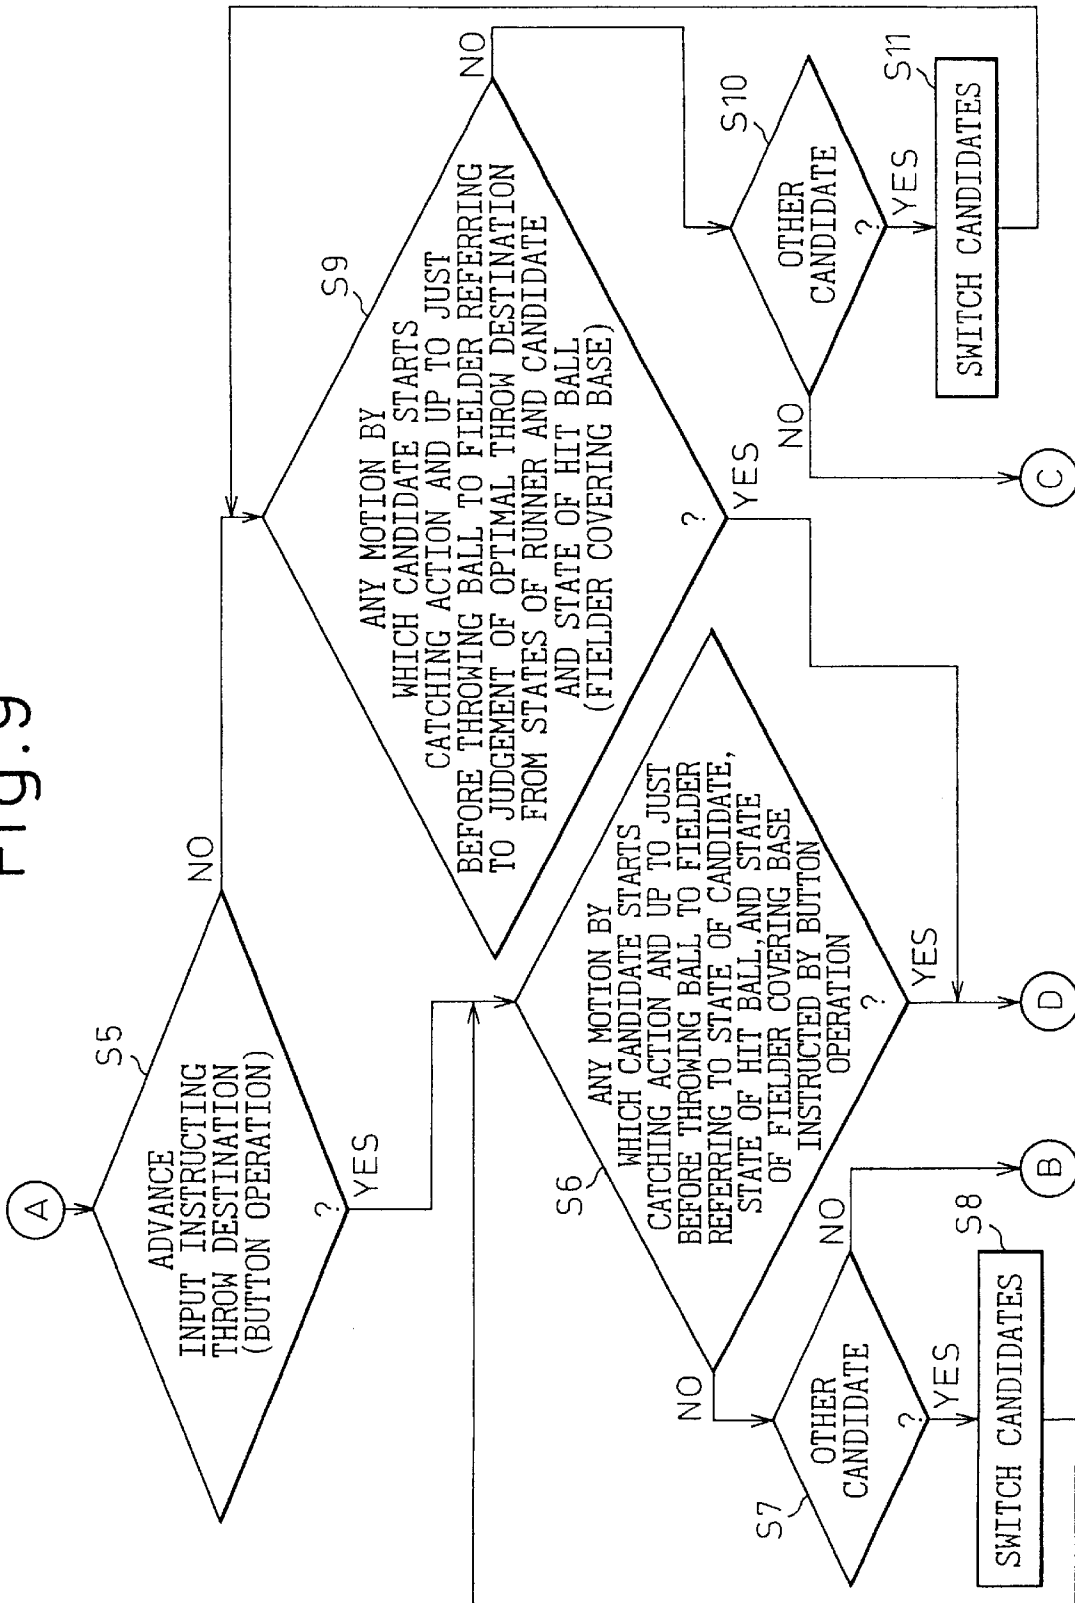 Fig.9
A
S5
ADVANCE
INPUT INSTRUCTING
THROW DESTINATION
(BUTTON OPERATION)
?
NO
YES
S6
ANY MOTION BY
WHICH CANDIDATE STARTS
CATCHING ACTION AND UP TO JUST
BEFORE THROWING BALL TO FIELDER
REFERRING TO STATE OF CANDIDATE,
STATE OF HIT BALL,AND STATE
OF FIELDER COVERING BASE
INSTRUCTED BY BUTTON
OPERATION
?
NO
YES
S7
OTHER
CANDIDATE
?
NO
YES
S8
SWITCH CANDIDATES
B
D
S9
ANY MOTION BY
WHICH CANDIDATE STARTS
CATCHING ACTION AND UP TO JUST
BEFORE THROWING BALL TO FIELDER REFERRING
TO JUDGEMENT OF OPTIMAL THROW DESTINATION
FROM STATES OF RUNNER AND CANDIDATE
AND STATE OF HIT BALL
(FIELDER COVERING BASE)
?
NO
YES
S10
OTHER
CANDIDATE
?
NO
YES
S11
SWITCH CANDIDATES
C